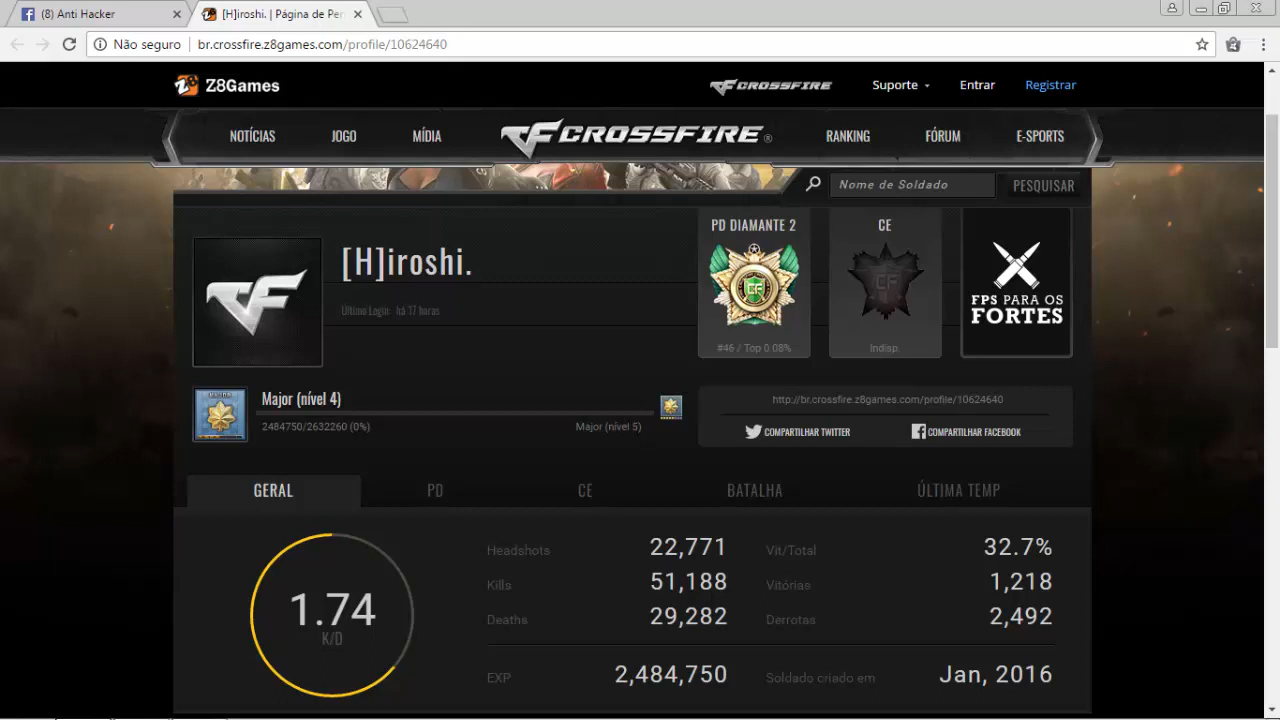 (8) Anti Hacker
[H]iroshi. | Página de Per
Não seguro
br.crossfire.z8games.com/profile/10624640
Z8Games
CROSSFIRE
Suporte
Entrar
Registrar
NOTÍCIAS
JOGO
MÍDIA
CROSSFIRE®
RANKING
FÓRUM
E-SPORTS
Nome de Soldado
PESQUISAR
[H]iroshi.
Último Login: há 17 horas
PD DIAMANTE 2
CF
#46 / Top 0.08%
CE
CF
Indisp.
FPS PARA OS
FORTES
MAJOR
Major (nível 4)
2484750/2632260 (0%)
Major (nível 5)
http://br.crossfire.z8games.com/profile/10624640
COMPARTILHAR TWITTER
COMPARTILHAR FACEBOOK
GERAL
PD
CE
BATALHA
ÚLTIMA TEMP
1.74
K/D
Headshots 22,771
Kills 51,188
Deaths 29,282
EXP 2,484,750
Vit/Total 32.7%
Vitórias 1,218
Derrotas 2,492
Soldado criado em Jan, 2016